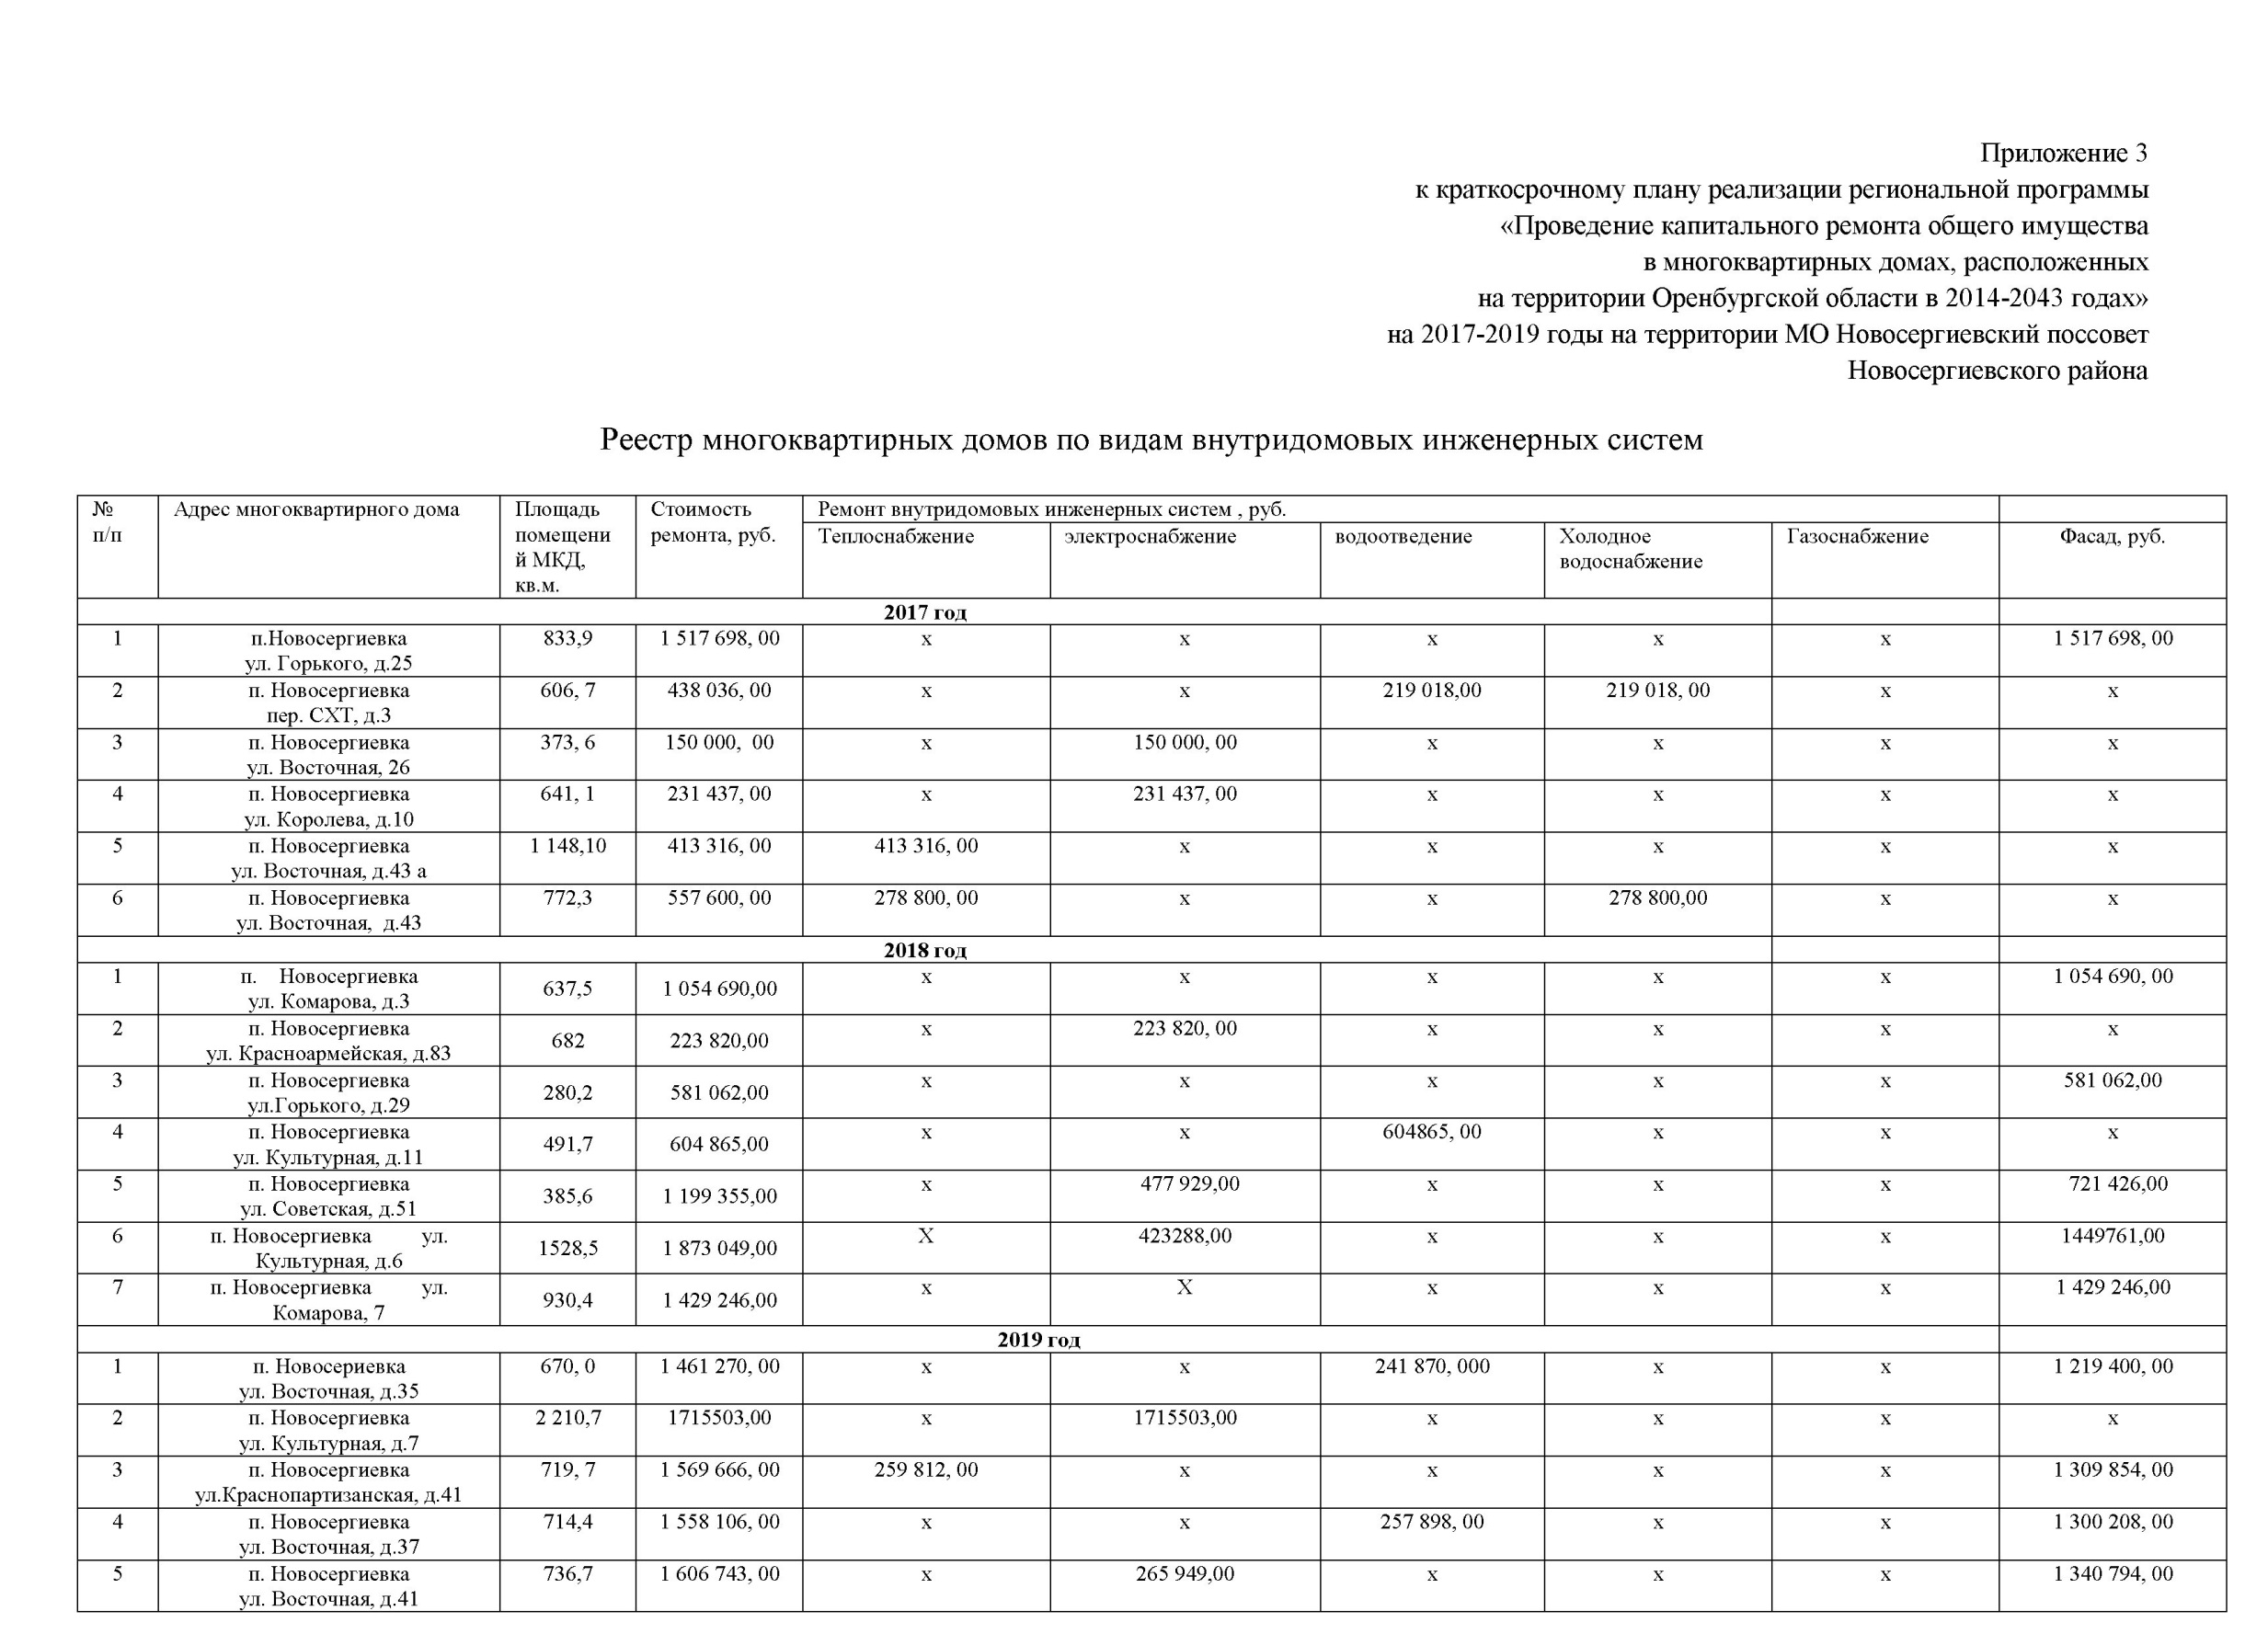 Приложение 3
к краткосрочному плану реализации региональной программы
«Проведение капитального ремонта общего имущества
в многоквартирных домах, расположенных
на территории Оренбургской области в 2014-2043 годах»
на 2017-2019 годы на территории МО Новосергиевский поссовет
Новосергиевского района
Реестр многоквартирных домов по видам внутридомовых инженерных систем
№ Адрес многоквартирного дома Площадь Стоимость Ремонт внутридомовых инженерных систем , руб.
п/п помещени ремонта, руб. Теплоснабжение электроснабжение водоотведение Холодное Газоснабжение Фасад, руб.
й МКД, водоснабжение
кв.м.
2017 год
1 п.Новосергиевка 833,9 1 517 698, 00 х х х х х 1 517 698, 00
ул. Горького, д.25
2 п. Новосергиевка 606, 7 438 036, 00 х х 219 018,00 219 018, 00 х х
пер. СХТ, д.3
3 п. Новосергиевка 373, 6 150 000, 00 х 150 000, 00 х х х х
ул. Восточная, 26
4 п. Новосергиевка 641, 1 231 437, 00 х 231 437, 00 х х х х
ул. Королева, д.10
5 п. Новосергиевка 1 148,10 413 316, 00 413 316, 00 х х х х х
ул. Восточная, д.43 а
6 п. Новосергиевка 772,3 557 600, 00 278 800, 00 х х 278 800,00 х х
ул. Восточная, д.43
2018 год
1 п. Новосергиевка 637,5 1 054 690,00 х х х х х 1 054 690, 00
ул. Комарова, д.3
2 п. Новосергиевка 682 223 820,00 х 223 820, 00 х х х х
ул. Красноармейская, д.83
3 п. Новосергиевка 280,2 581 062,00 х х х х х 581 062,00
ул.Горького, д.29
4 п. Новосергиевка 491,7 604 865,00 х х 604865, 00 х х х
ул. Культурная, д.11
5 п. Новосергиевка 385,6 1 199 355,00 х 477 929,00 х х х 721 426,00
ул. Советская, д.51
6 п. Новосергиевка ул. 1528,5 1 873 049,00 Х 423288,00 х х х 1449761,00
Культурная, д.6
7 п. Новосергиевка ул. 930,4 1 429 246,00 х Х х х х 1 429 246,00
Комарова, 7
2019 год
1 п. Новосериевка 670, 0 1 461 270, 00 х х 241 870, 000 х х 1 219 400, 00
ул. Восточная, д.35
2 п. Новосергиевка 2 210,7 1715503,00 х 1715503,00 х х х х
ул. Культурная, д.7
3 п. Новосергиевка 719, 7 1 569 666, 00 259 812, 00 х х х х 1 309 854, 00
ул.Краснопартизанская, д.41
4 п. Новосергиевка 714,4 1 558 106, 00 х х 257 898, 00 х х 1 300 208, 00
ул. Восточная, д.37
5 п. Новосергиевка 736,7 1 606 743, 00 х 265 949,00 х х х 1 340 794, 00
ул. Восточная, д.41